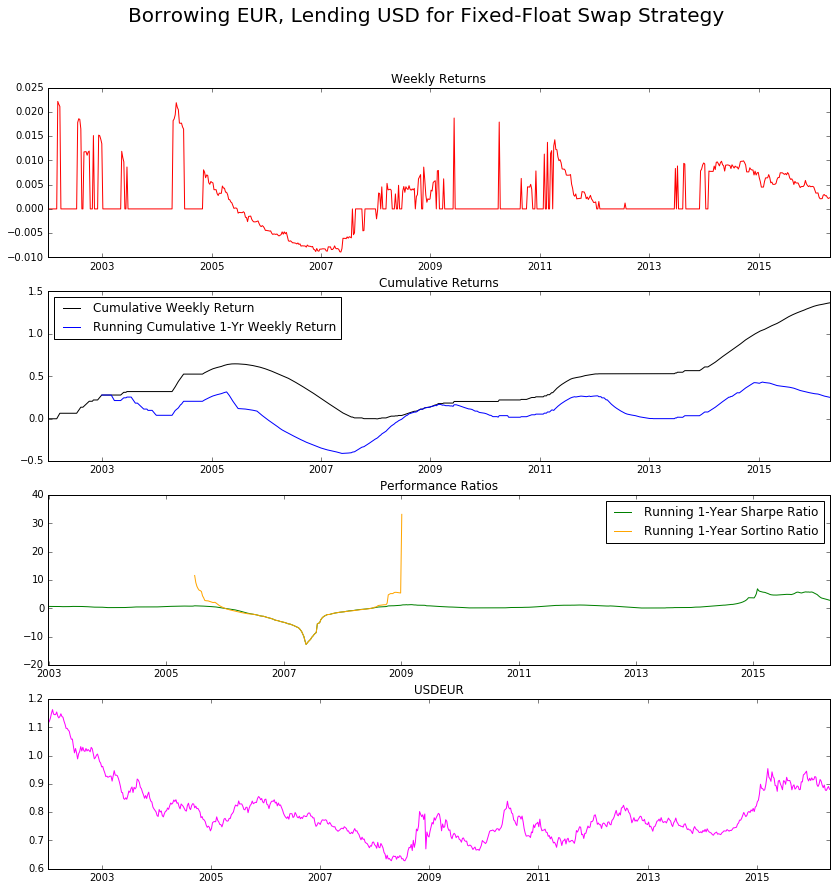 Borrowing EUR, Lending USD for Fixed-Float Swap Strategy
Weekly Returns
0.025
0.020
0.015
0.010
0.005
0.000
−0.005
−0.010
2003 2005 2007 2009 2011 2013 2015
Cumulative Returns
1.5
1.0
0.5
0.0
−0.5
Cumulative Weekly Return
Running Cumulative 1-Yr Weekly Return
2003 2005 2007 2009 2011 2013 2015
Performance Ratios
40
30
20
10
0
−10
−20
Running 1-Year Sharpe Ratio
Running 1-Year Sortino Ratio
2003 2005 2007 2009 2011 2013 2015
USDEUR
1.2
1.1
1.0
0.9
0.8
0.7
0.6
2003 2005 2007 2009 2011 2013 2015